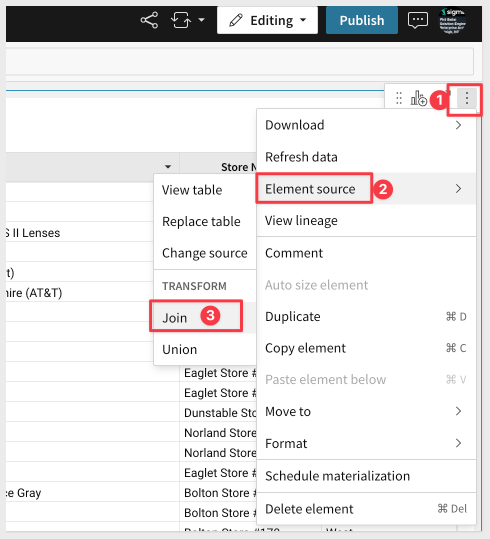 Editing
Publish
sigma
1
Download
Refresh data
Element source
2
View lineage
Comment
Auto size element
Duplicate ⌘ D
Copy element ⌘ C
Paste element below ⌘ V
Move to
Format
Schedule materialization
Delete element ⌘ Del
View table
Replace table
Change source
TRANSFORM
Join
3
Union
Store N
S II Lenses
t)
hire (AT&T)
Eaglet Store #
Eaglet Store #
Dunstable Sto
Norland Store
Norland Store
Eaglet Store #
ce Gray
Bolton Store #
Bolton Store #